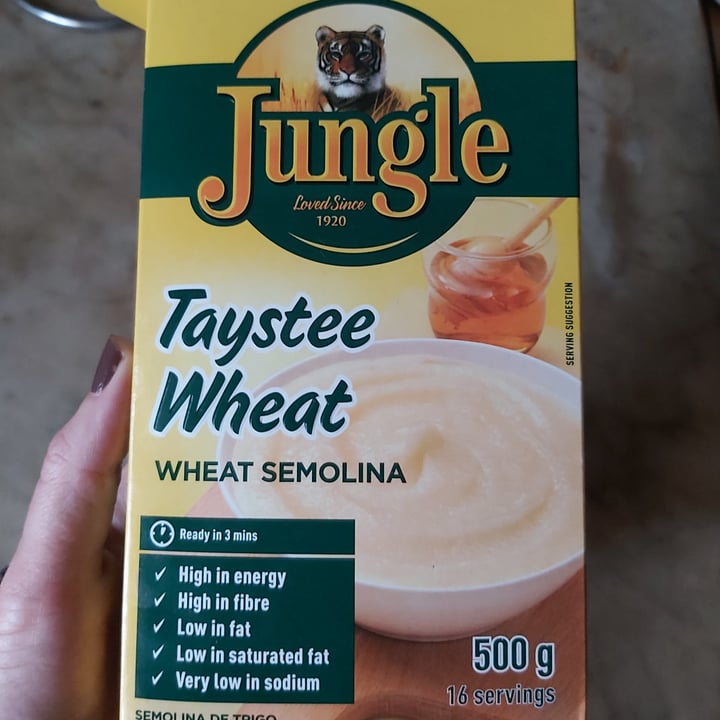 Jungle
Loved Since
1920
SERVING SUGGESTION
Taystee
Wheat
WHEAT SEMOLINA
Ready in 3 mins
✓ High in energy
✓ High in fibre
✓ Low in fat
✓ Low in saturated fat
✓ Very low in sodium
500 g
16 servings
SEMOLINA DE TRIGO